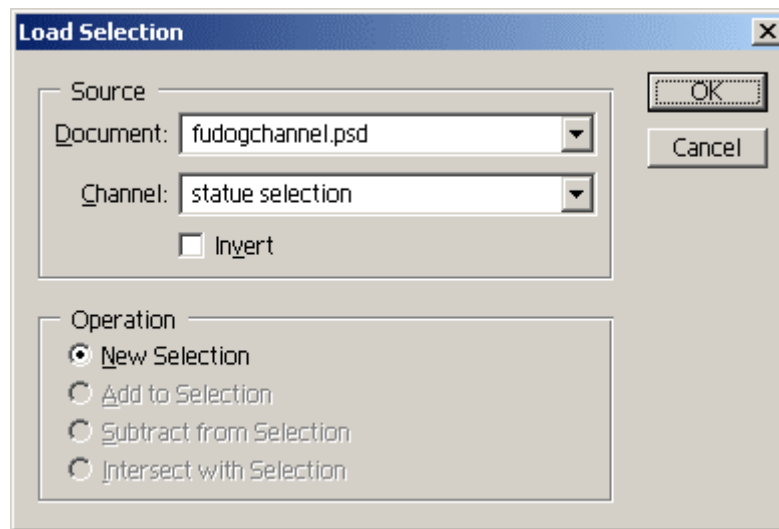 Load Selection
Source
Document: fudogchannel.psd
Channel: statue selection
Invert
Operation
New Selection
Add to Selection
Subtract from Selection
Intersect with Selection
OK
Cancel